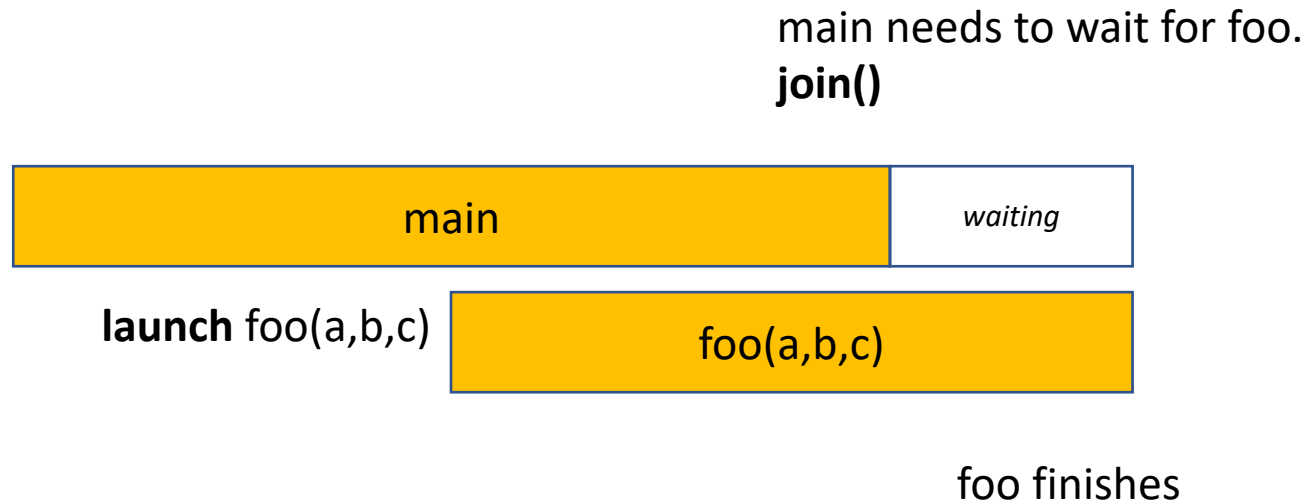 main needs to wait for foo.
join()
main
waiting
launch foo(a,b,c)
foo(a,b,c)
foo finishes